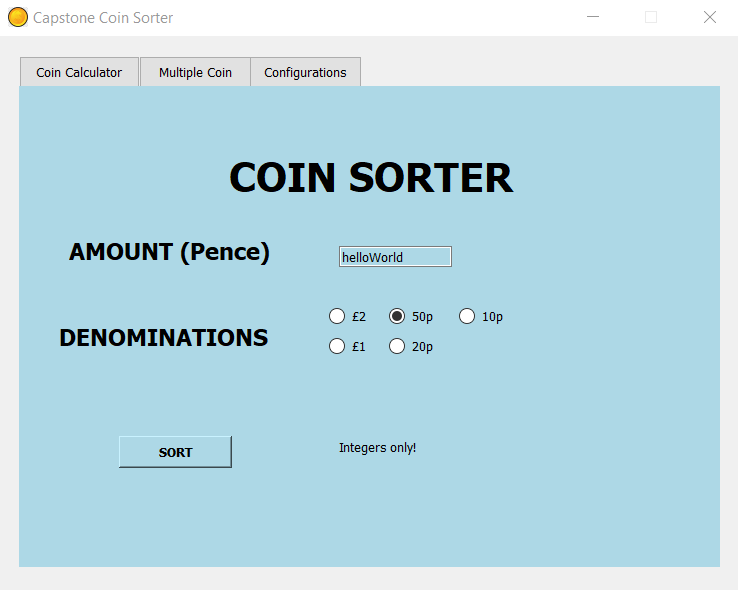 Capstone Coin Sorter
Coin Calculator Multiple Coin Configurations
COIN SORTER
AMOUNT (Pence) helloWorld
£2 50p 10p
DENOMINATIONS
£1 20p
SORT Integers only!